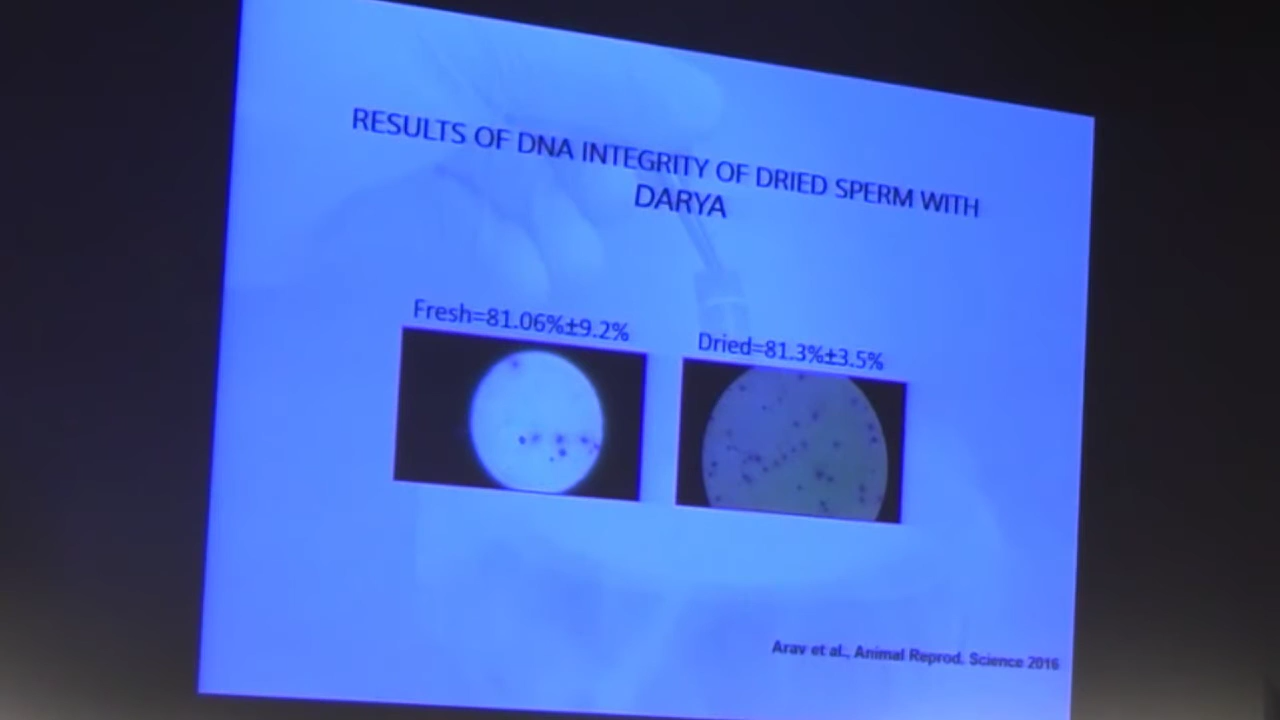 RESULTS OF DNA INTEGRITY OF DRIED SPERM WITH
DARYA
Fresh=81.06%±9.2%
Dried=81.3%±3.5%
Arav et al., Animal Reprod. Science 2016